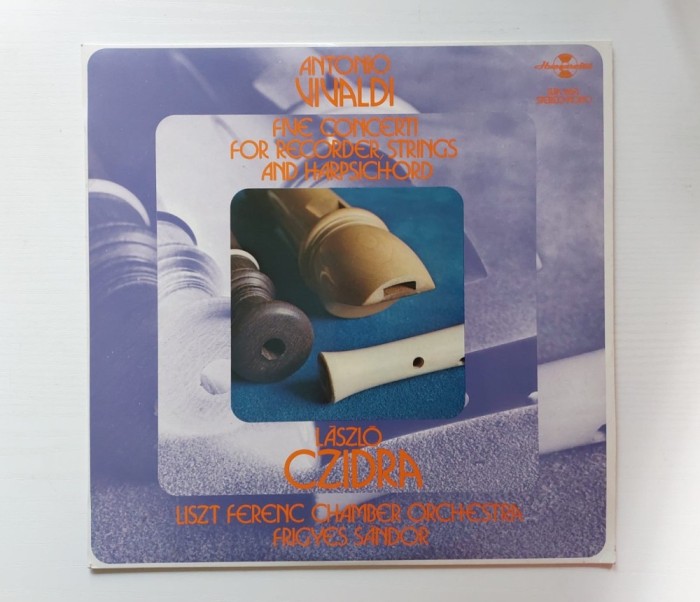 ANTONIO
VIVALDI
FIVE CONCERTI
FOR RECORDER, STRINGS
AND HARPSICHORD
LÁSZLÓ
CZIDRA
LISZT FERENC CHAMBER ORCHESTRA
FRIGYES SÁNDOR